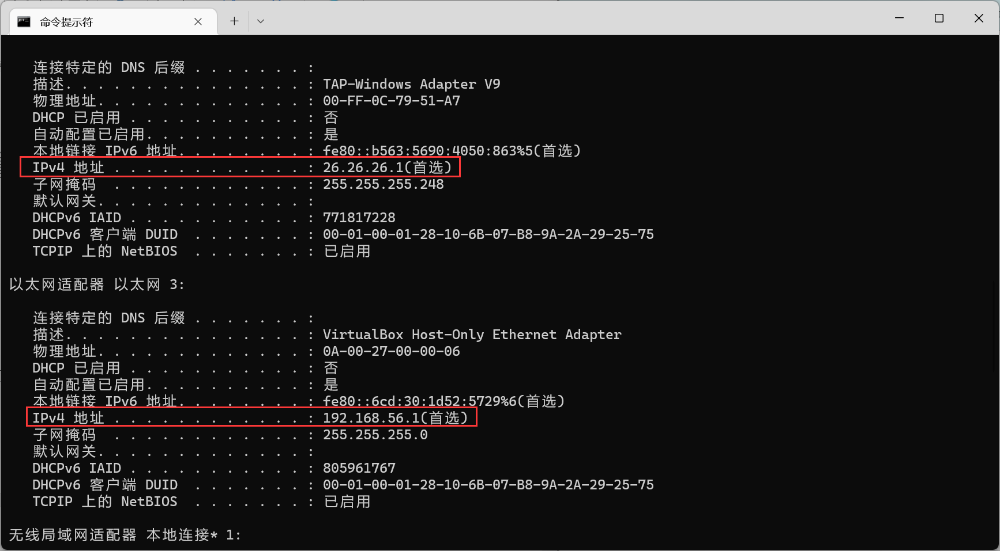 命令提示符
连接特定的 DNS 后缀 . . . . . . . :
描述. . . . . . . . . . . . . . . : TAP-Windows Adapter V9
物理地址. . . . . . . . . . . . . : 00-FF-0C-79-51-A7
DHCP 已启用 . . . . . . . . . . . : 否
自动配置已启用. . . . . . . . . . : 是
本地链接 IPv6 地址. . . . . . . . : fe80::b563:5690:4050:863%5(首选)
IPv4 地址 . . . . . . . . . . . . : 26.26.26.1(首选)
子网掩码  . . . . . . . . . . . . : 255.255.255.248
默认网关. . . . . . . . . . . . . :
DHCPv6 IAID . . . . . . . . . . . : 771817228
DHCPv6 客户端 DUID  . . . . . . . : 00-01-00-01-28-10-6B-07-B8-9A-2A-29-25-75
TCPIP 上的 NetBIOS  . . . . . . . : 已启用
以太网适配器 以太网 3:
连接特定的 DNS 后缀 . . . . . . . :
描述. . . . . . . . . . . . . . . : VirtualBox Host-Only Ethernet Adapter
物理地址. . . . . . . . . . . . . : 0A-00-27-00-00-06
DHCP 已启用 . . . . . . . . . . . : 否
自动配置已启用. . . . . . . . . . : 是
本地链接 IPv6 地址. . . . . . . . : fe80::6cd:30:1d52:5729%6(首选)
IPv4 地址 . . . . . . . . . . . . : 192.168.56.1(首选)
子网掩码  . . . . . . . . . . . . : 255.255.255.0
默认网关. . . . . . . . . . . . . :
DHCPv6 IAID . . . . . . . . . . . : 805961767
DHCPv6 客户端 DUID  . . . . . . . : 00-01-00-01-28-10-6B-07-B8-9A-2A-29-25-75
TCPIP 上的 NetBIOS  . . . . . . . : 已启用
无线局域网适配器 本地连接* 1: